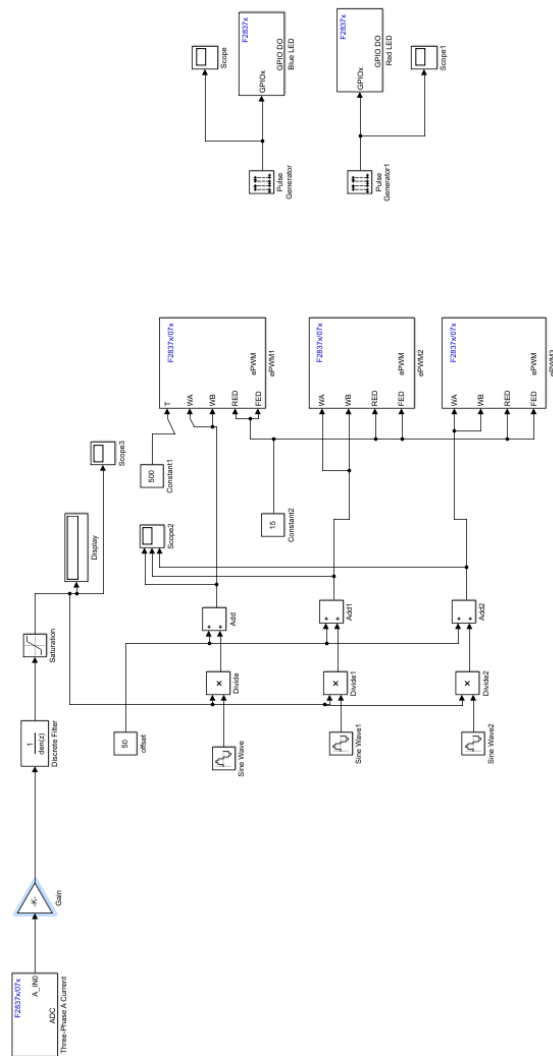 F2837x/07x
A_IN0
ADC
Three-Phase A Current
-K-
Gain
1
den(z)
Discrete Filter
Saturation
Display
Scope3
50
offset
Sine Wave
Sine Wave1
Sine Wave2
×
Divide
×
Divide1
×
Divide2
+
+
Add
+
+
Add1
+
+
Add2
Scope2
500
Constant1
15
Constant2
F2837x/07x
T
WA
WB
RED
FED
ePWM
ePWM1
F2837x/07x
WA
WB
RED
FED
ePWM
ePWM2
F2837x/07x
WA
WB
RED
FED
ePWM
ePWM3
Pulse
Generator
Scope
F2837x
GPIOx
GPIO DO
Blue LED
Pulse
Generator1
F2837x
GPIOx
GPIO DO
Red LED
Scope1